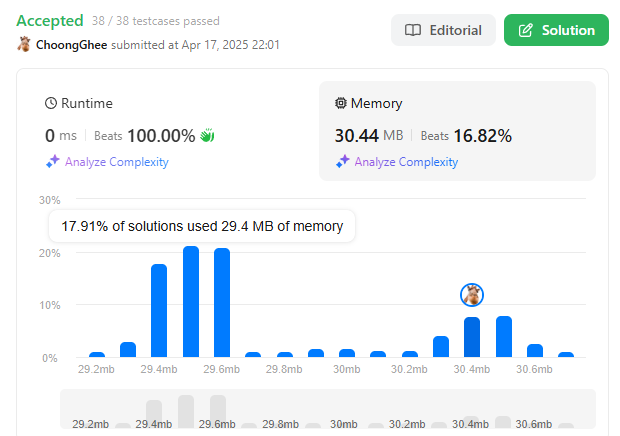 Accepted 38 / 38 testcases passed
ChoongGhee submitted at Apr 17, 2025 22:01
Editorial
Solution
Runtime
0 ms Beats 100.00%
Analyze Complexity
Memory
30.44 MB Beats 16.82%
Analyze Complexity
30%
17.91% of solutions used 29.4 MB of memory
20%
10%
0%
29.2mb 29.4mb 29.6mb 29.8mb 30mb 30.2mb 30.4mb 30.6mb
29.2mb 29.4mb 29.6mb 29.8mb 30mb 30.2mb 30.4mb 30.6mb